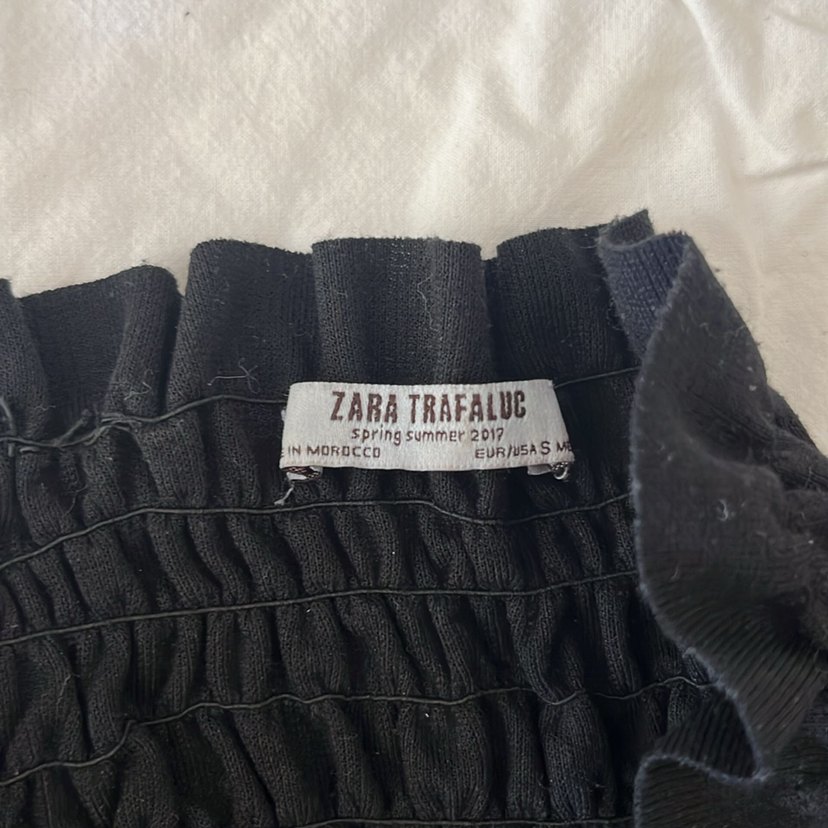 ZARA TRAFALUC
spring summer 2017
IN MOROCCO EUR/USA S